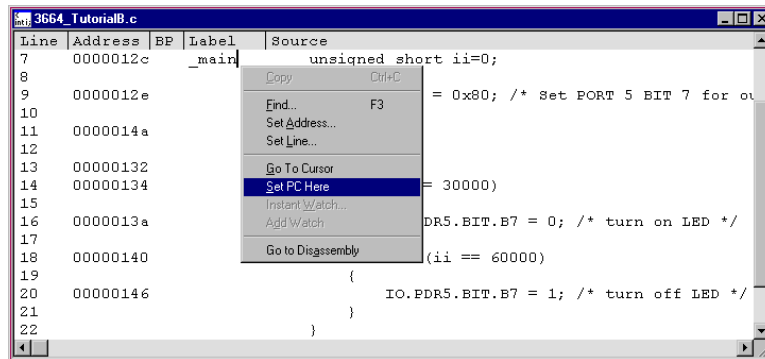 3664_TutorialB.c
Line Address BP Label Source
7 0000012c _main unsigned short ii=0;
8
Copy Ctrl+C
9 0000012e = 0x80; /* Set PORT 5 BIT 7 for ou
Find... F3
10
Set Address...
11 0000014a
Set Line...
12
13 00000132
Go To Cursor
14 00000134 = 30000)
Set PC Here
15
Instant Watch...
16 0000013a DR5.BIT.B7 = 0; /* turn on LED */
Add Watch
17
18 00000140 (ii == 60000)
Go to Disassembly
19 {
20 00000146 IO.PDR5.BIT.B7 = 1; /* turn off LED */
21 }
22 }